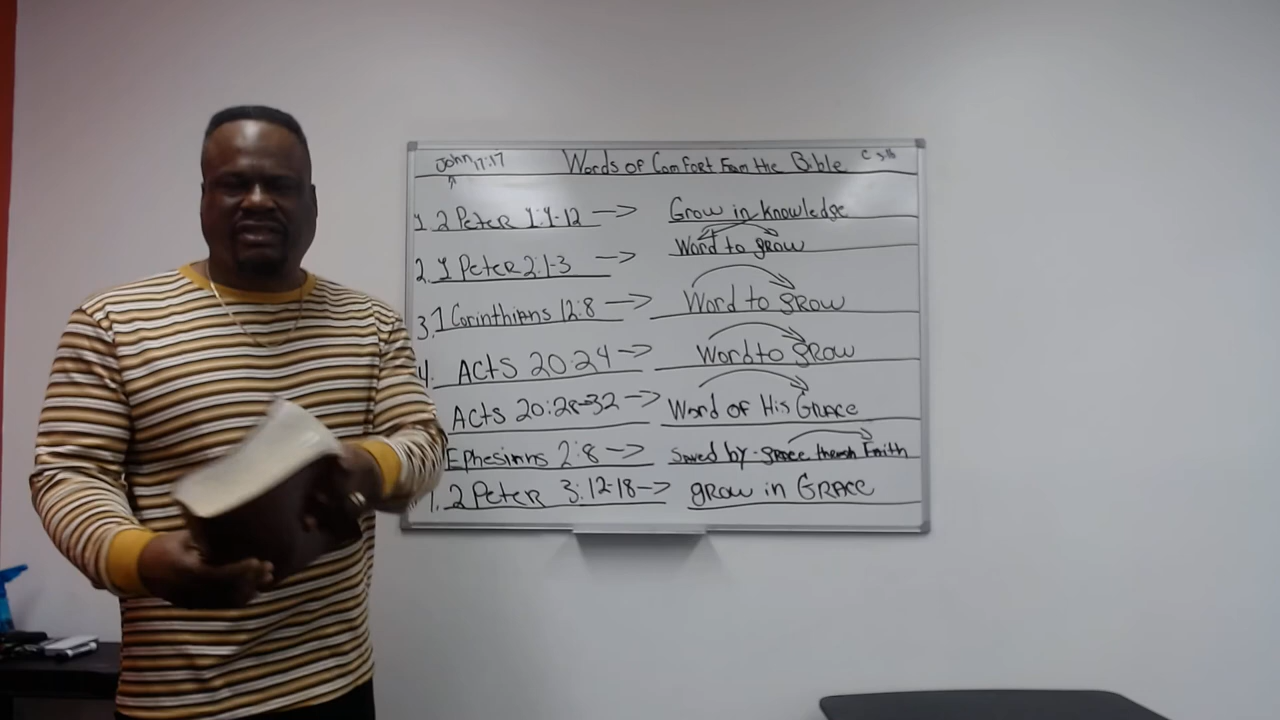 John 17:17 Words of Comfort From the Bible
1. 2 Peter 1:1-12 → Grow in knowledge
2. 1 Peter 2:1-3 → Word to grow
3. 1 Corinthians 12:8 → Word to grow
4. Acts 20:24 → Word to grow
Acts 20:28-32 → Word of His Grace
Ephesians 2:8 → Saved by grace through Faith
7. 2 Peter 3:12-18 → grow in Grace